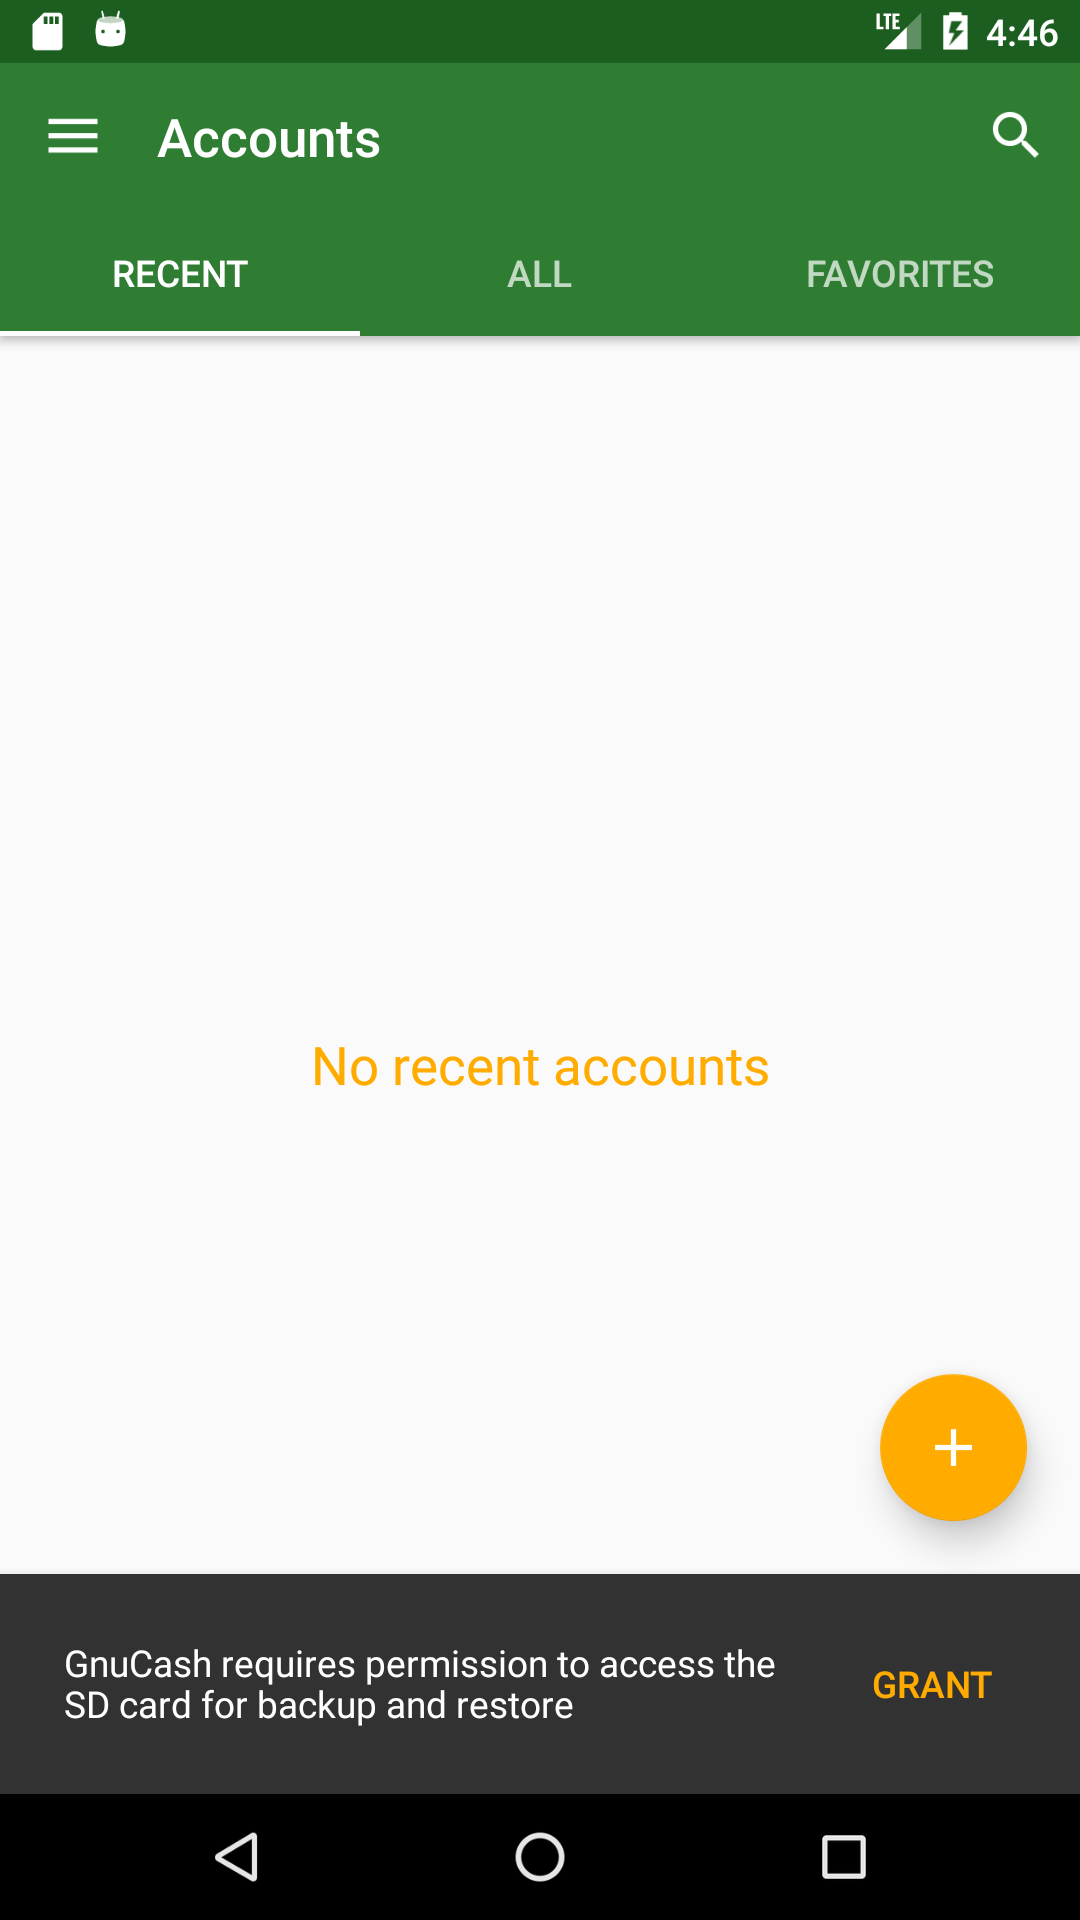 LTE 4:46
Accounts
RECENT ALL FAVORITES
No recent accounts
GnuCash requires permission to access the
SD card for backup and restore
GRANT